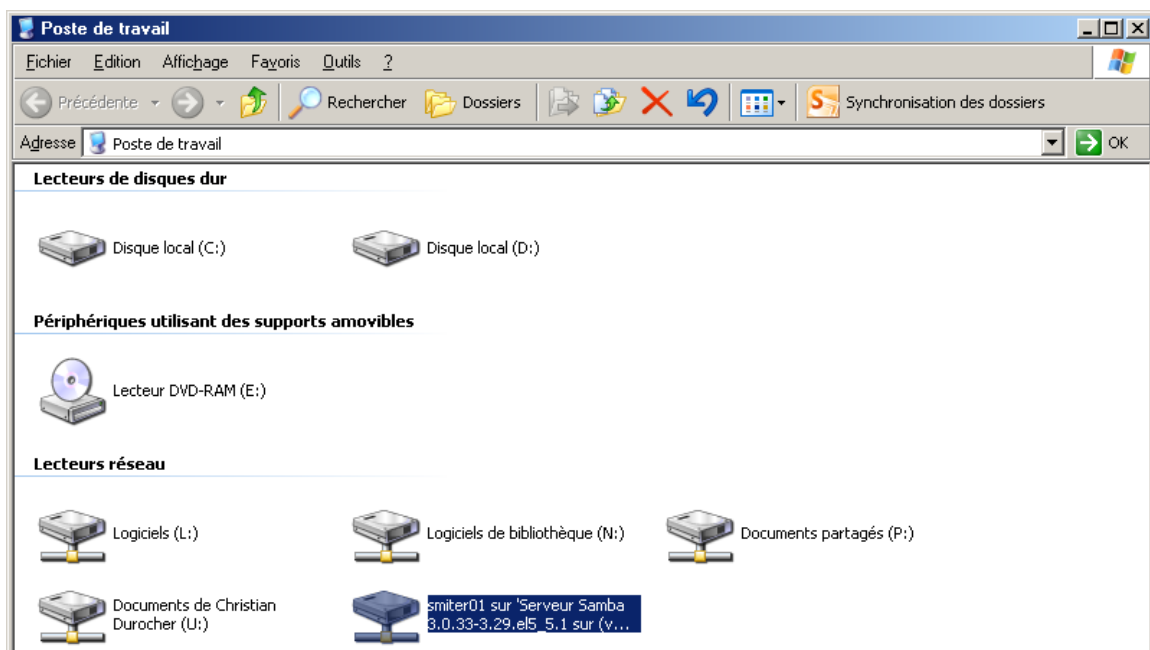 Poste de travail
Fichier Edition Affichage Favoris Outils ?
Précédente Rechercher Dossiers Synchronisation des dossiers
Adresse Poste de travail OK
Lecteurs de disques dur
Disque local (C:) Disque local (D:)
Périphériques utilisant des supports amovibles
Lecteur DVD-RAM (E:)
Lecteurs réseau
Logiciels (L:) Logiciels de bibliothèque (N:) Documents partagés (P:)
Documents de Christian
Durocher (U:)
smiter01 sur 'Serveur Samba
3.0.33-3.29.el5_5.1 sur (v...